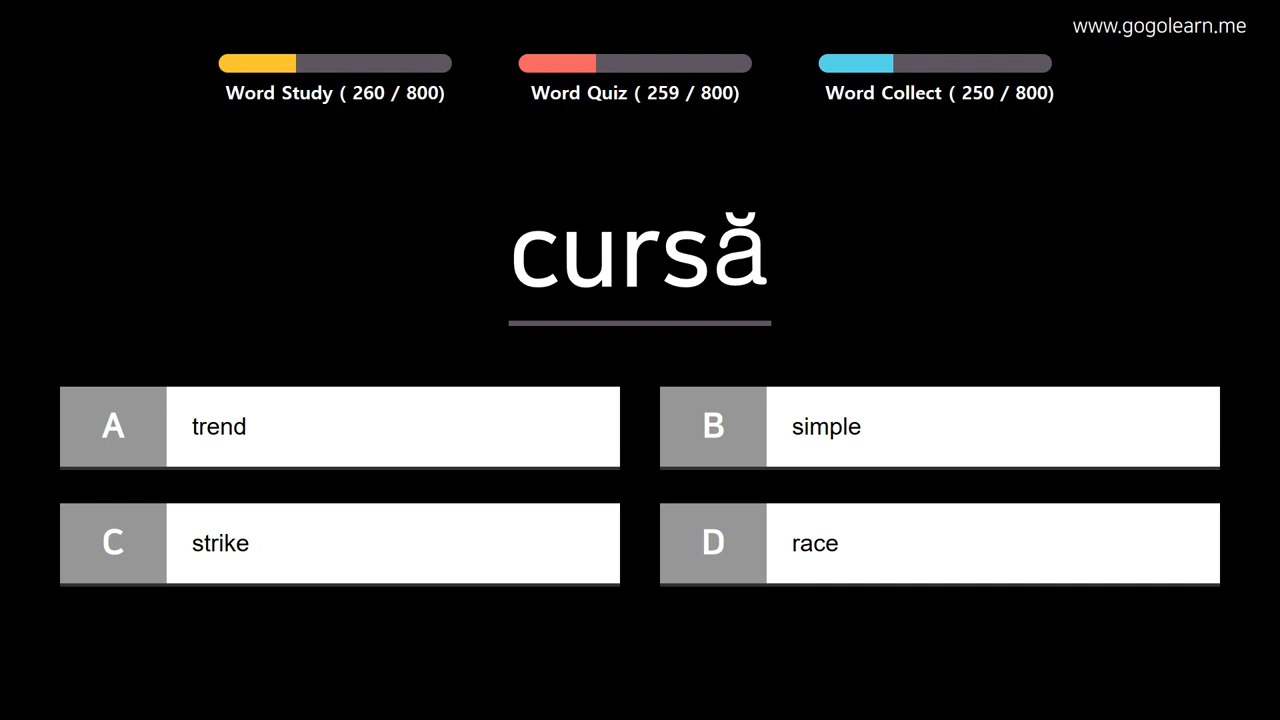 www.gogolearn.me
Word Study ( 260 / 800)
Word Quiz ( 259 / 800)
Word Collect ( 250 / 800)
cursă
A trend
B simple
C strike
D race